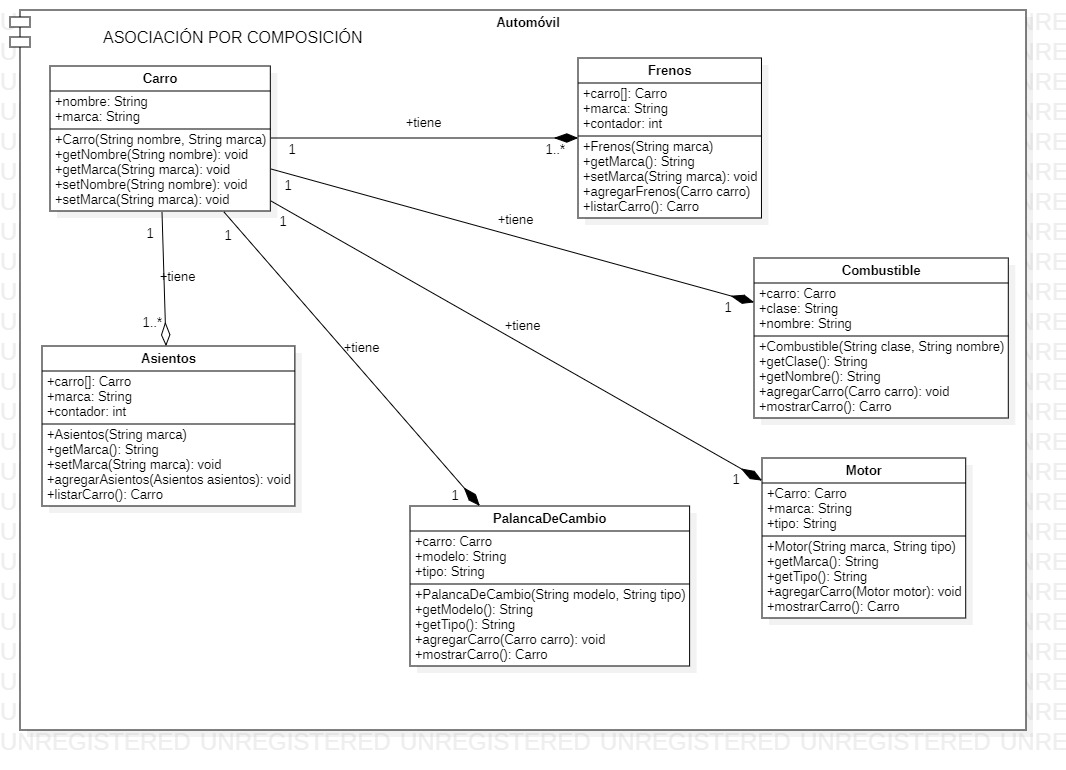 Automóvil
ASOCIACIÓN POR COMPOSICIÓN
Carro
+nombre: String
+marca: String
+Carro(String nombre, String marca)
+getNombre(String nombre): void
+getMarca(String marca): void
+setNombre(String nombre): void
+setMarca(String marca): void
Frenos
+carro[]: Carro
+marca: String
+contador: int
+Frenos(String marca)
+getMarca(): String
+setMarca(String marca): void
+agregarFrenos(Carro carro)
+listarCarro(): Carro
+tiene
1
1..*
1
+tiene
1
1
+tiene
1
1
+tiene
1
1
+tiene
1..*
Combustible
+carro: Carro
+clase: String
+nombre: String
+Combustible(String clase, String nombre)
+getClase(): String
+getNombre(): String
+agregarCarro(Carro carro): void
+mostrarCarro(): Carro
Asientos
+carro[]: Carro
+marca: String
+contador: int
+Asientos(String marca)
+getMarca(): String
+setMarca(String marca): void
+agregarAsientos(Asientos asientos): void
+listarCarro(): Carro
Motor
+Carro: Carro
+marca: String
+tipo: String
+Motor(String marca, String tipo)
+getMarca(): String
+getTipo(): String
+agregarCarro(Motor motor): void
+mostrarCarro(): Carro
PalancaDeCambio
+carro: Carro
+modelo: String
+tipo: String
+PalancaDeCambio(String modelo, String tipo)
+getModelo(): String
+getTipo(): String
+agregarCarro(Carro carro): void
+mostrarCarro(): Carro
UNREGISTERED UNREGISTERED UNREGISTERED UNREGISTERED UNREGISTERED UNRE